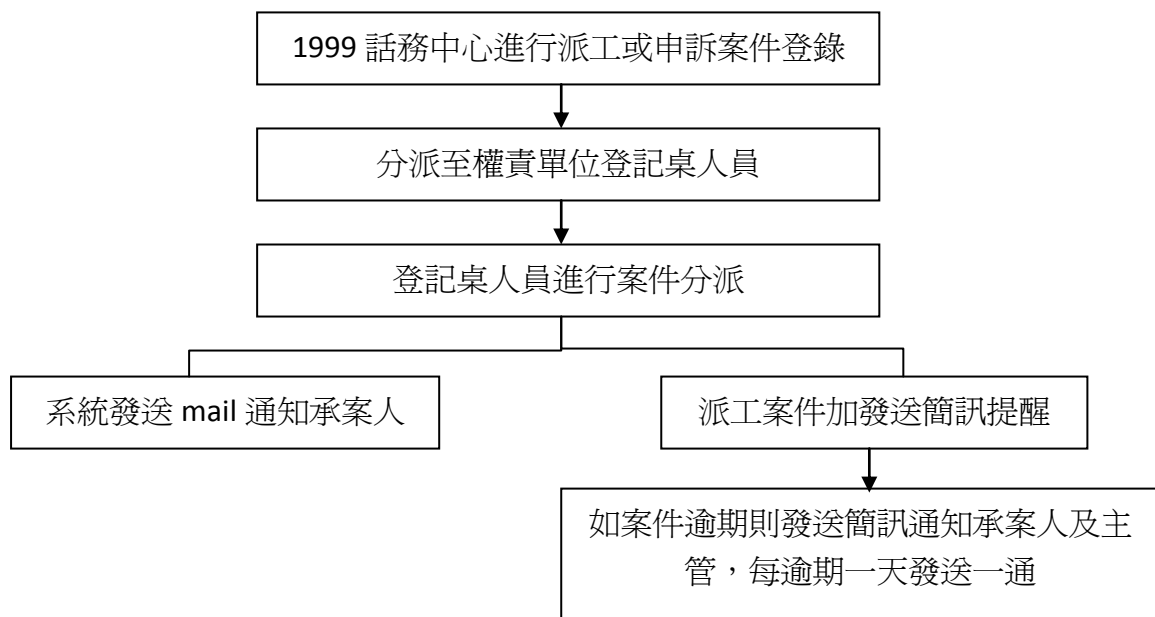 1999 話務中心進行派工或申訴案件登錄
分派至權責單位登記桌人員
登記桌人員進行案件分派
系統發送 mail 通知承案人
派工案件加發送簡訊提醒
如案件逾期則發送簡訊通知承案人及主
管，每逾期一天發送一通